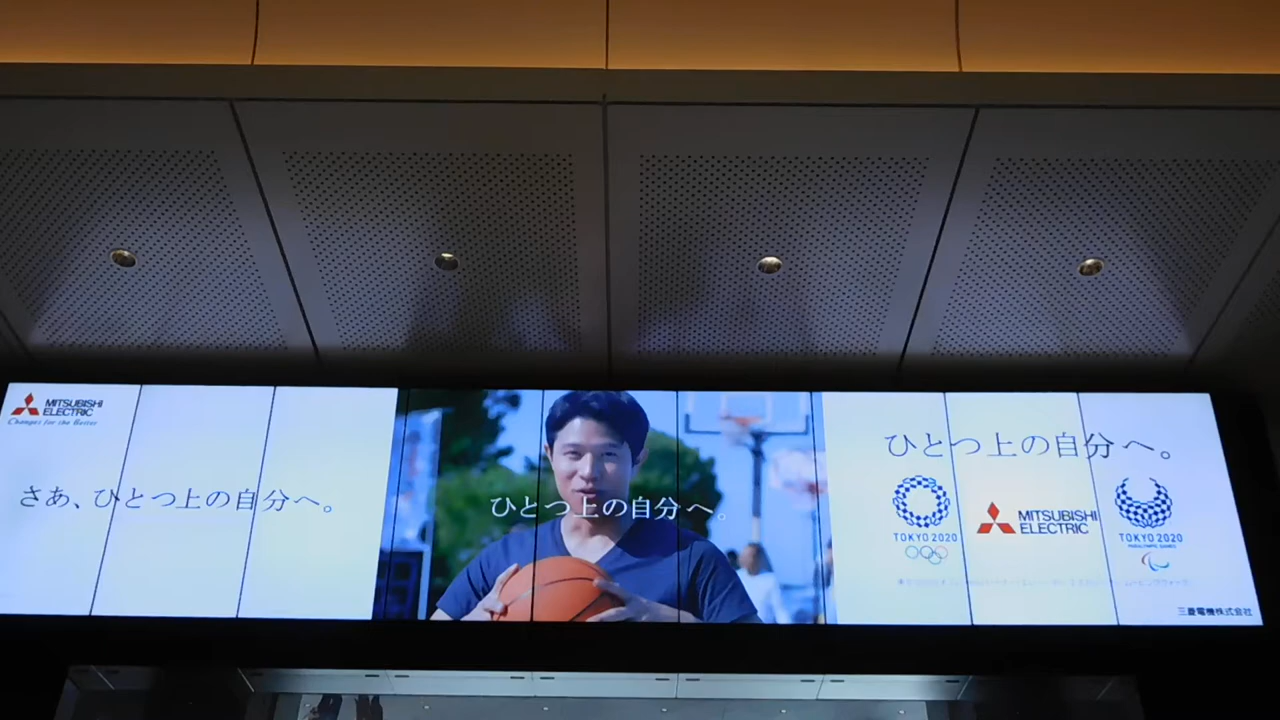 MITSUBISHI
ELECTRIC
Changes for the Better
さあ、ひとつ上の自分へ。
ひとつ上の自分へ。
ひとつ上の自分へ。
TOKYO 2020
MITSUBISHI
ELECTRIC
TOKYO 2020
PARALYMPIC GAMES
三菱電機株式会社